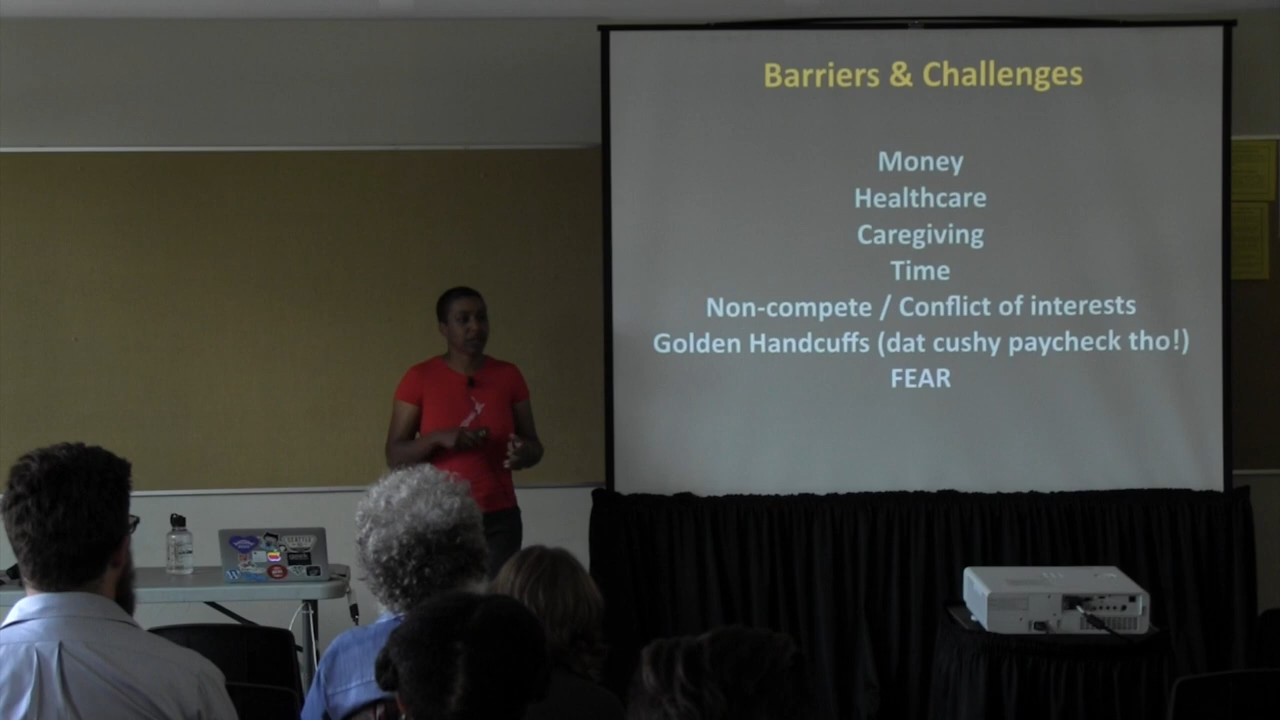 Barriers & Challenges
Money
Healthcare
Caregiving
Time
Non-compete / Conflict of interests
Golden Handcuffs (dat cushy paycheck tho!)
FEAR